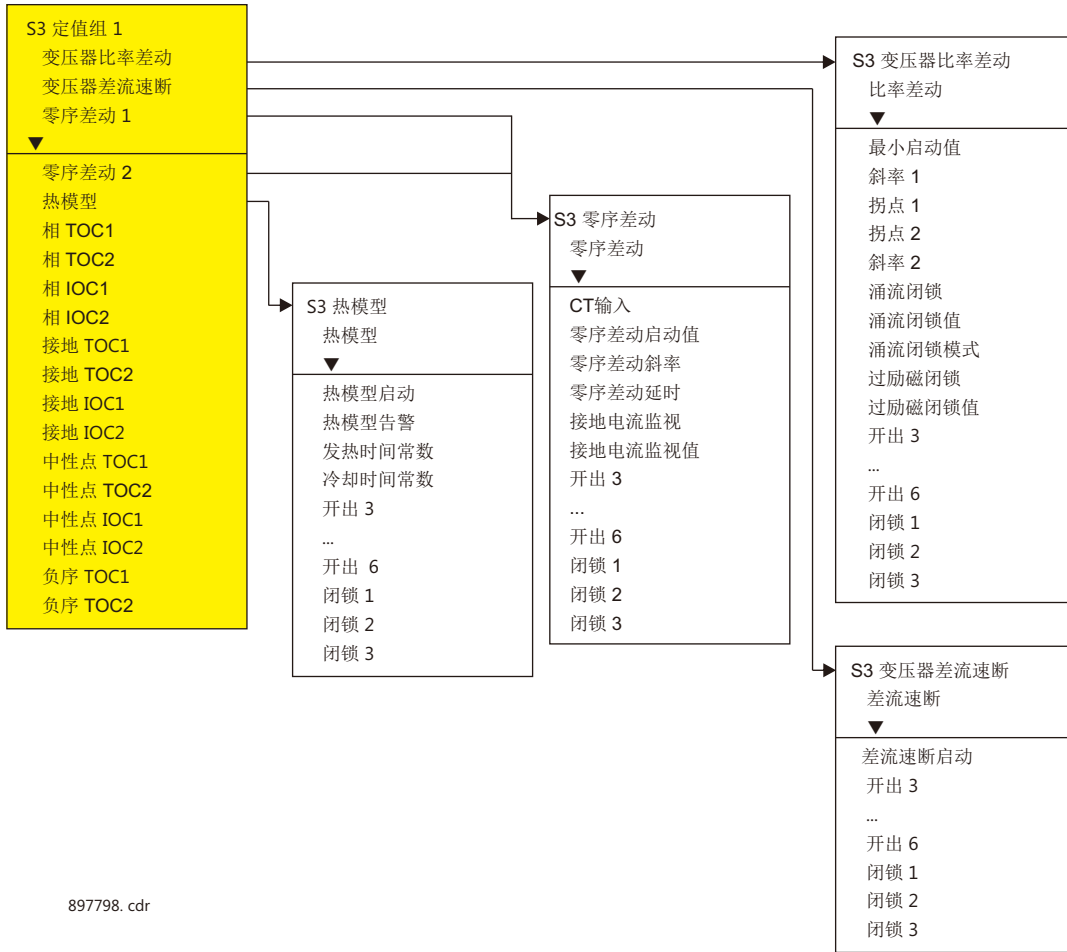 S3 定值组 1
变压器比率差动
变压器差流速断
零序差动 1
▼
零序差动 2
热模型
相 TOC1
相 TOC2
相 IOC1
相 IOC2
接地 TOC1
接地 TOC2
接地 IOC1
接地 IOC2
中性点 TOC1
中性点 TOC2
中性点 IOC1
中性点 IOC2
负序 TOC1
负序 TOC2
S3 热模型
热模型
▼
热模型启动
热模型告警
发热时间常数
冷却时间常数
开出 3
...
开出 6
闭锁 1
闭锁 2
闭锁 3
S3 零序差动
零序差动
▼
CT输入
零序差动启动值
零序差动斜率
零序差动延时
接地电流监视
接地电流监视值
开出 3
...
开出 6
闭锁 1
闭锁 2
闭锁 3
S3 变压器比率差动
比率差动
▼
最小启动值
斜率 1
拐点 1
拐点 2
斜率 2
涌流闭锁
涌流闭锁值
涌流闭锁模式
过励磁闭锁
过励磁闭锁值
开出 3
...
开出 6
闭锁 1
闭锁 2
闭锁 3
S3 变压器差流速断
差流速断
▼
差流速断启动
开出 3
...
开出 6
闭锁 1
闭锁 2
闭锁 3
897798. cdr